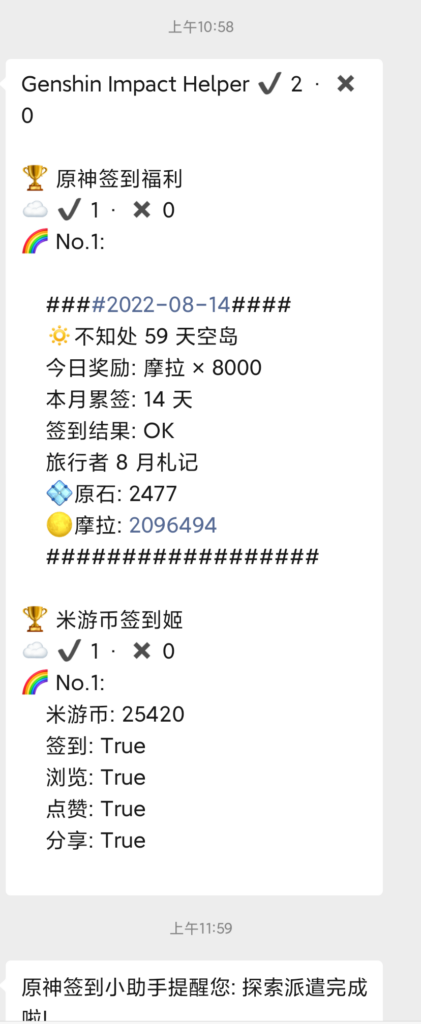 上午10:58
Genshin Impact Helper ✔ 2 · ✖
0
🏆 原神签到福利
☁ ✔ 1 · ✖ 0
🌈 No.1:
####2022-08-14####
🔅不知处 59 天空岛
今日奖励: 摩拉 × 8000
本月累签: 14 天
签到结果: OK
旅行者 8 月札记
💠原石: 2477
🌕摩拉: 2096494
##################
🏆 米游币签到姬
☁ ✔ 1 · ✖ 0
🌈 No.1:
米游币: 25420
签到: True
浏览: True
点赞: True
分享: True
上午11:59
原神签到小助手提醒您: 探索派遣完成
啦!